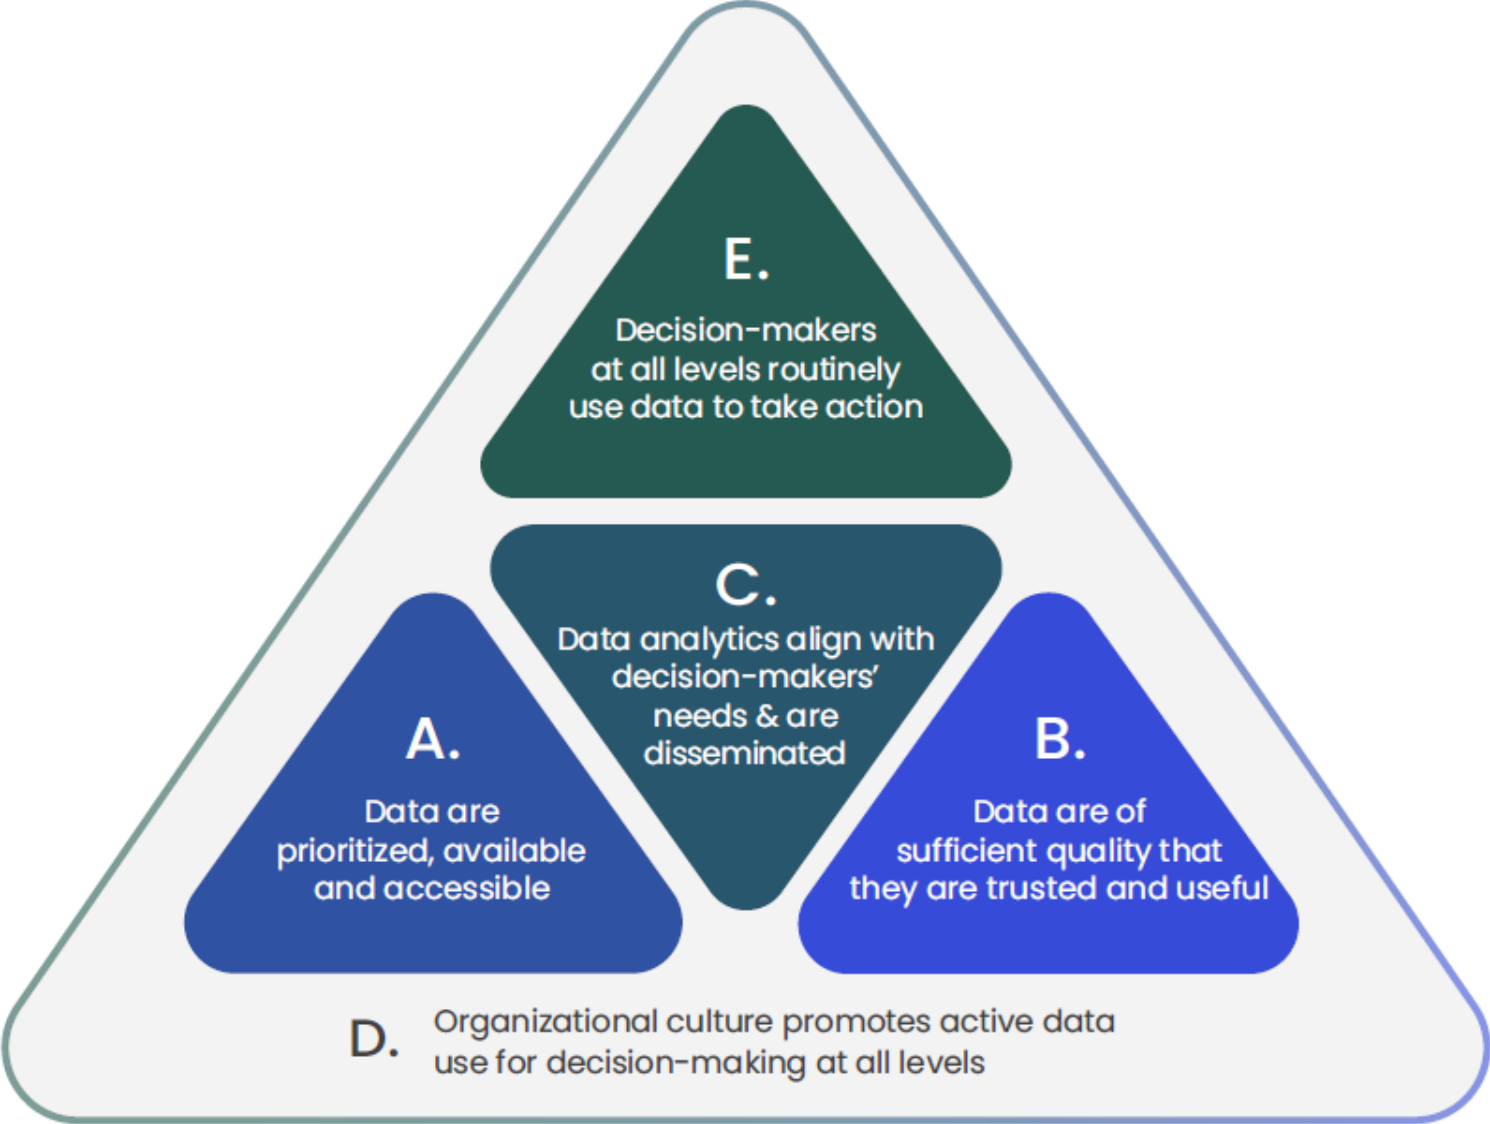 E.
Decision-makers
at all levels routinely
use data to take action
C.
Data analytics align with
decision-makers’
needs & are
disseminated
A.
Data are
prioritized, available
and accessible
B.
Data are of
sufficient quality that
they are trusted and useful
D.
Organizational culture promotes active data
use for decision-making at all levels